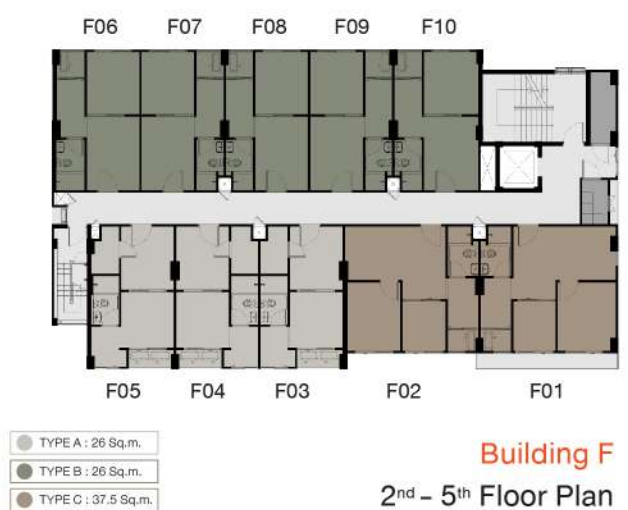 F06 F07 F08 F09 F10
F05 F04 F03 F02 F01
TYPE A : 26 Sq.m.
TYPE B : 26 Sq.m.
TYPE C : 37.5 Sq.m.
Building F
2nd - 5th Floor Plan